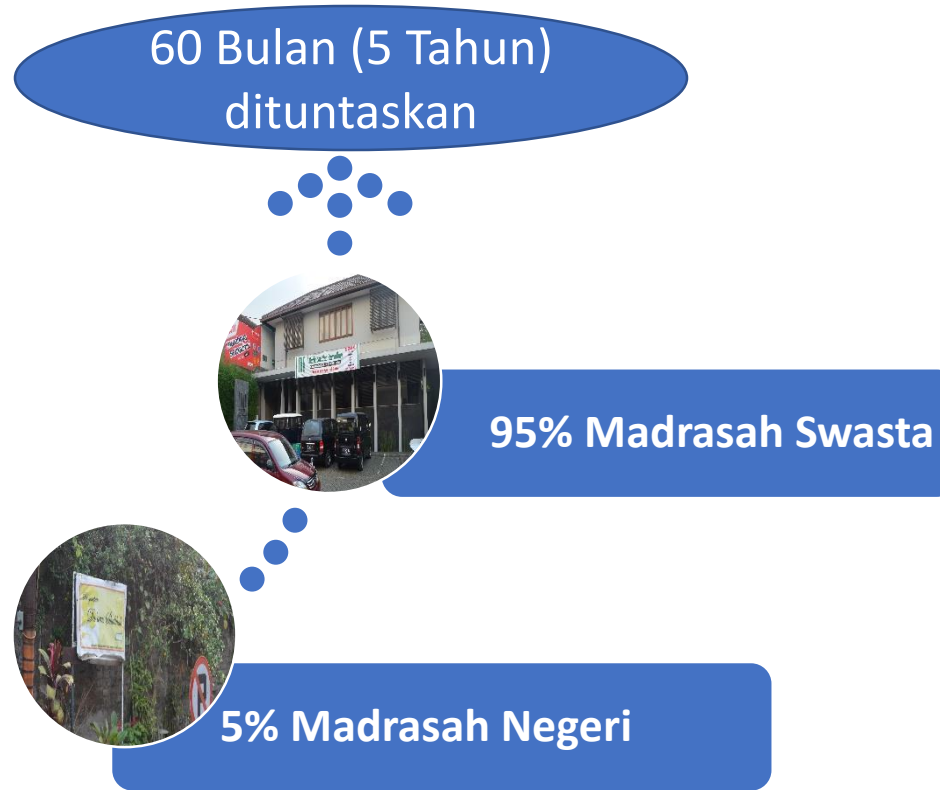 60 Bulan (5 Tahun)
dituntaskan
95% Madrasah Swasta
5% Madrasah Negeri